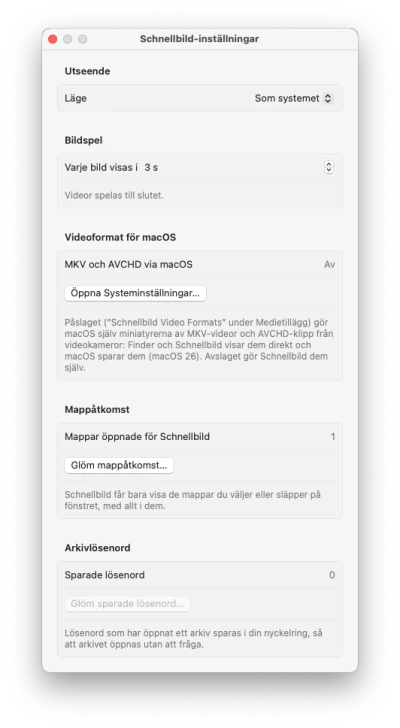 Schnellbild-inställningar
Utseende
Läge
Som systemet
Bildspel
Varje bild visas i 3 s
Videor spelas till slutet.
Videoformat för macOS
MKV och AVCHD via macOS
Av
Öppna Systeminställningar...
Påslaget ("Schnellbild Video Formats" under Medietillägg) gör
macOS själv miniatyrerna av MKV-videor och AVCHD-klipp från
videokameror: Finder och Schnellbild visar dem direkt och
macOS sparar dem (macOS 26). Avslaget gör Schnellbild dem
själv.
Mappåtkomst
Mappar öppnade för Schnellbild
1
Glöm mappåtkomst...
Schnellbild får bara visa de mappar du väljer eller släpper på
fönstret, med allt i dem.
Arkivlösenord
Sparade lösenord
0
Glöm sparade lösenord...
Lösenord som har öppnat ett arkiv sparas i din nyckelring, så
att arkivet öppnas utan att fråga.